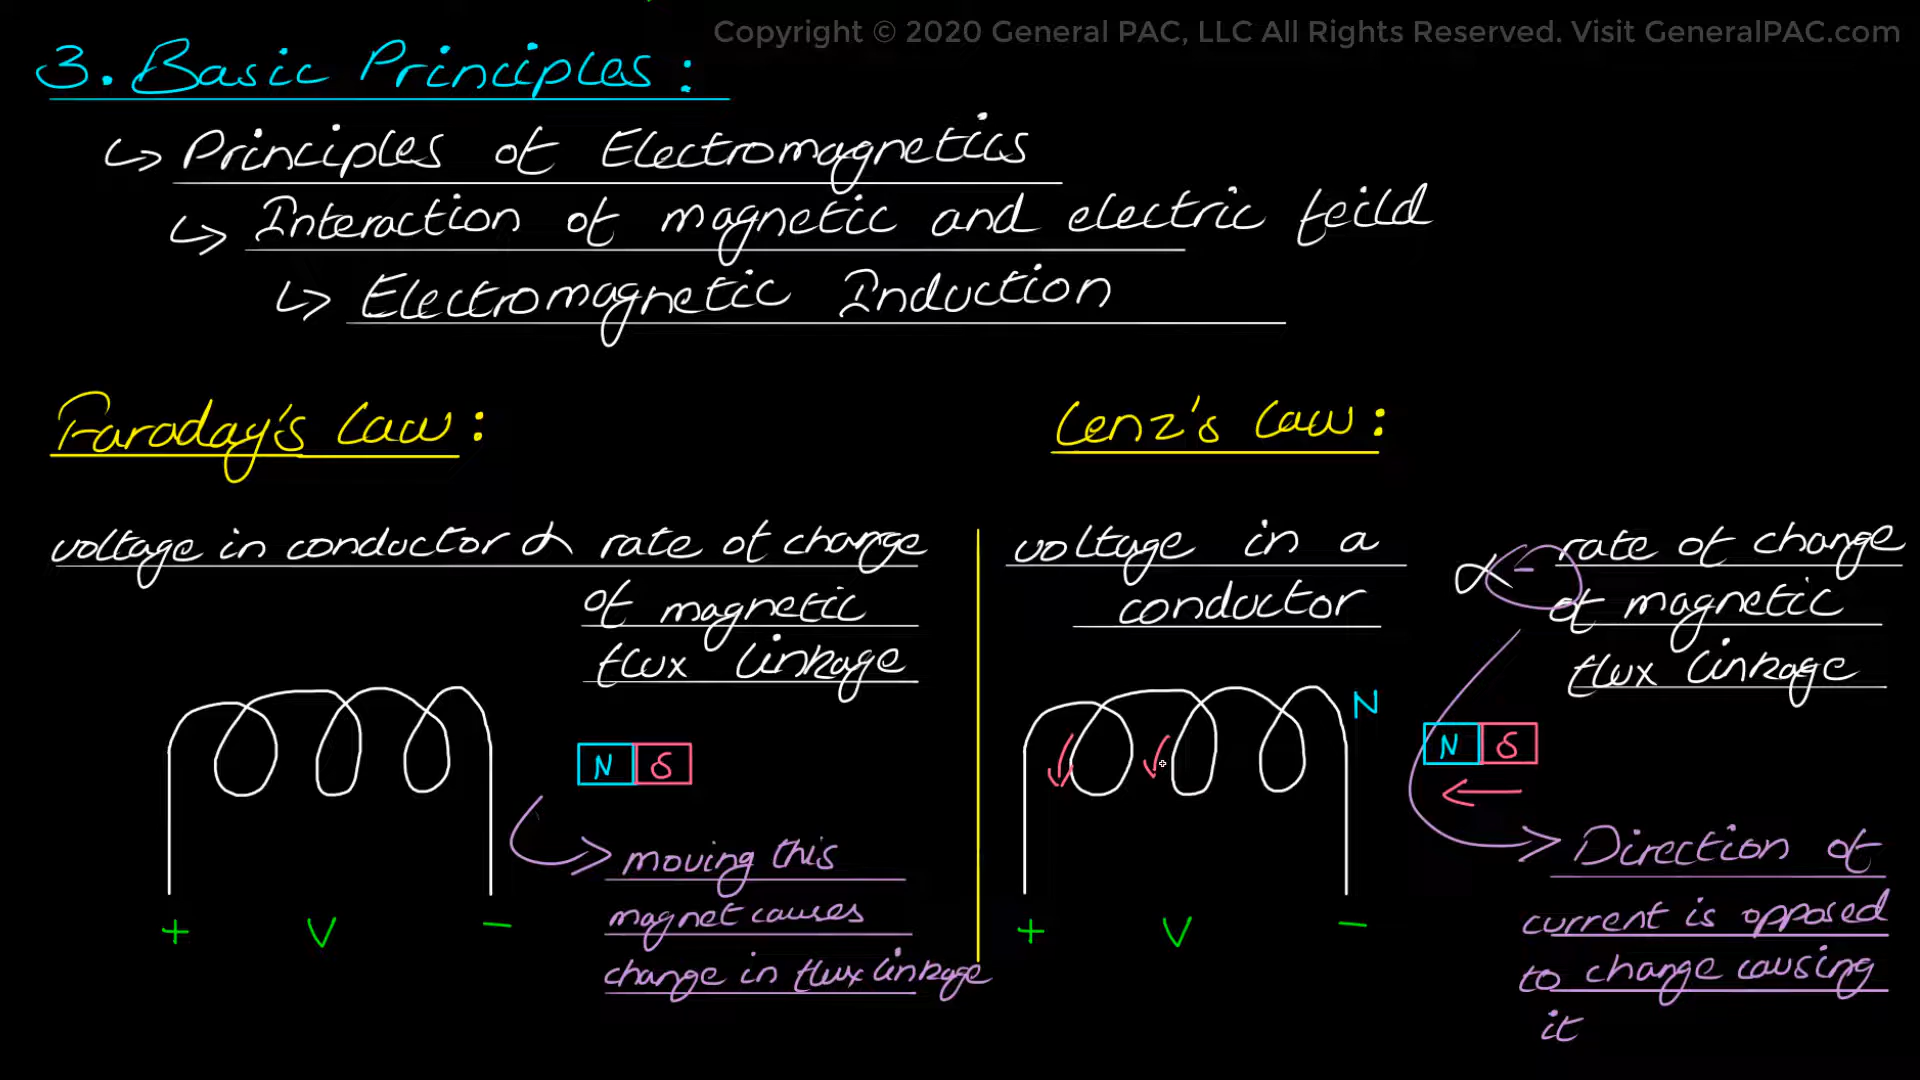 Copyright © 2020 General PAC, LLC All Rights Reserved. Visit GeneralPAC.com
3. Basic Principles:
↳ Principles of Electromagnetics
↳ Interaction of magnetic and electric feild
↳ Electromagnetic Induction
Faraday's Law:
voltage in conductor ∝ rate of change
of magnetic
flux linkage
N S
moving this
magnet causes
change in flux linkage
+ V -
Lenz's Law:
voltage in a
conductor
∝ - rate of change
of magnetic
flux linkage
N
N S
Direction of
current is opposed
to change causing
it
+ V -